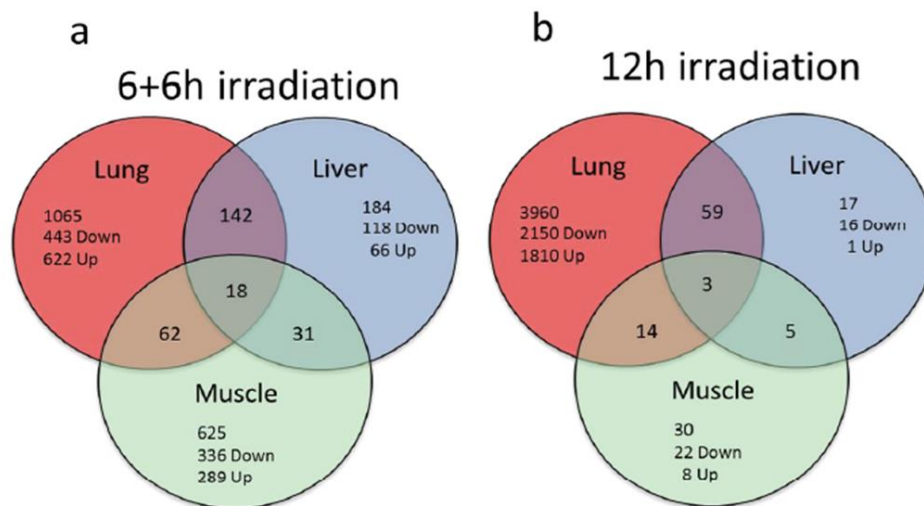 a
6+6h irradiation
Lung
1065
443 Down
622 Up
142
Liver
184
118 Down
66 Up
18
62
31
Muscle
625
336 Down
289 Up
b
12h irradiation
Lung
3960
2150 Down
1810 Up
59
Liver
17
16 Down
1 Up
3
14
5
Muscle
30
22 Down
8 Up